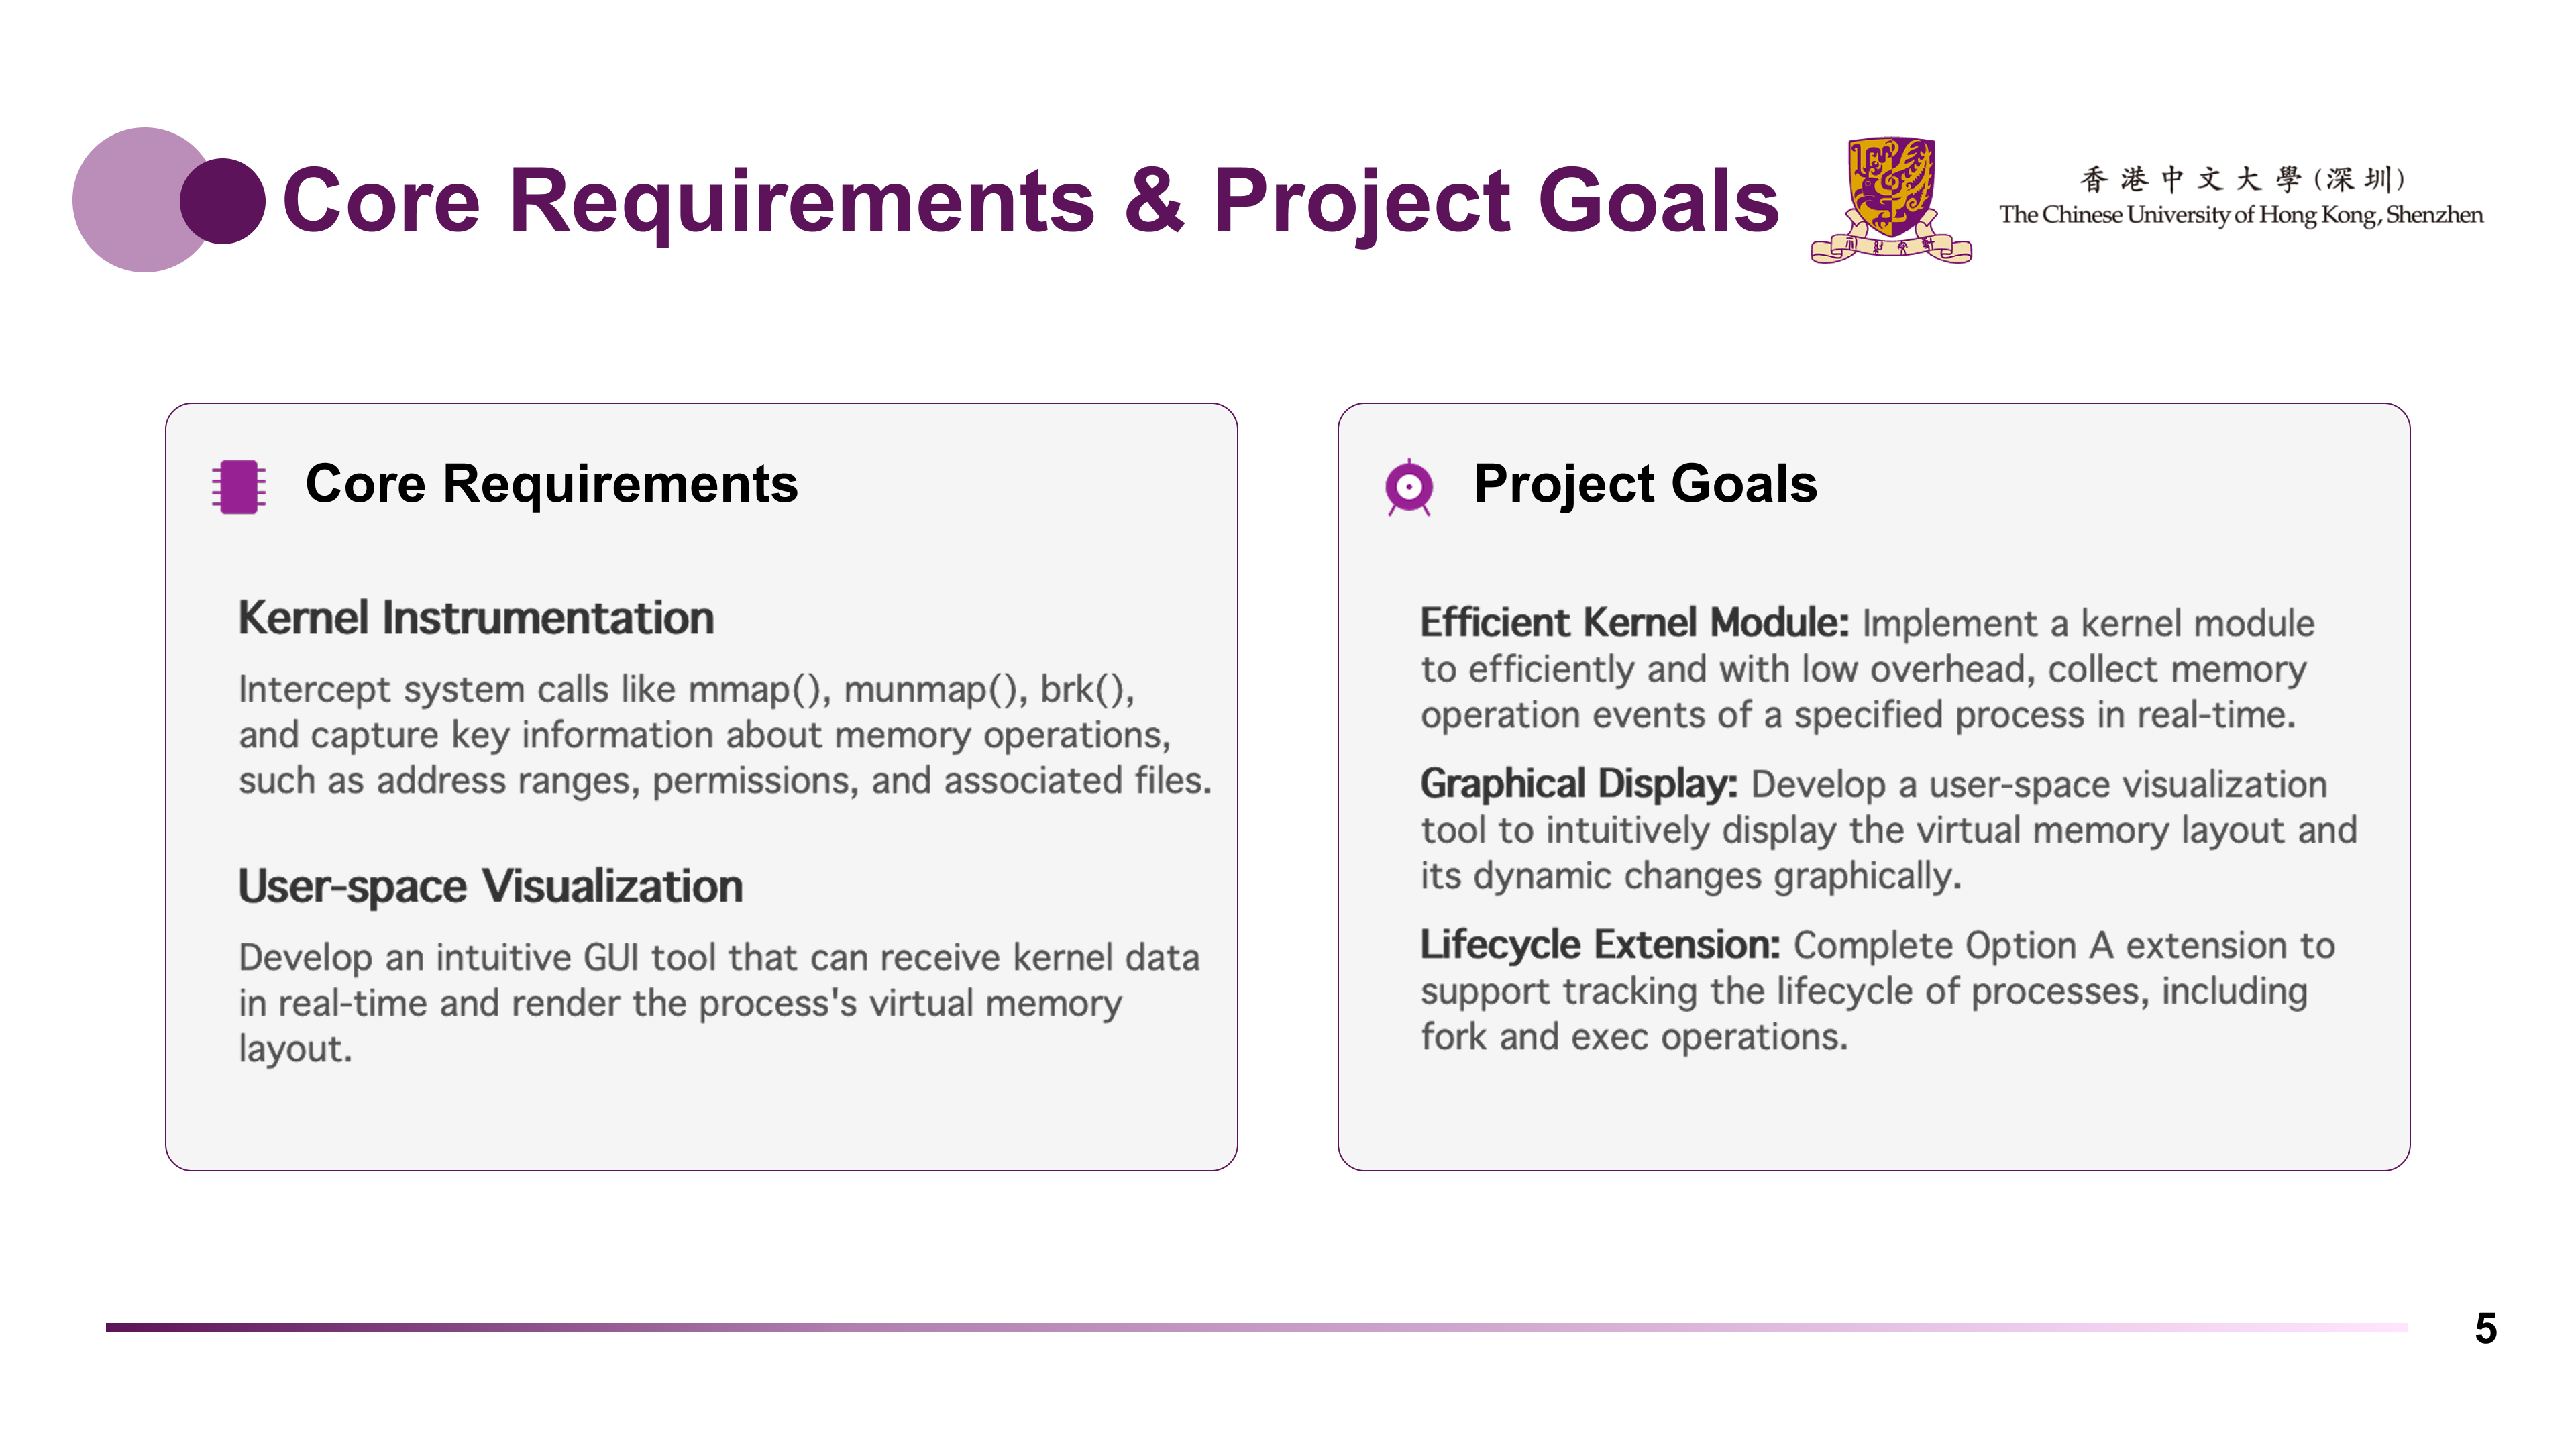 Core Requirements & Project Goals
香港中文大學(深圳)
The Chinese University of Hong Kong, Shenzhen
Core Requirements
Kernel Instrumentation
Intercept system calls like mmap(), munmap(), brk(),
and capture key information about memory operations,
such as address ranges, permissions, and associated files.
User-space Visualization
Develop an intuitive GUI tool that can receive kernel data
in real-time and render the process's virtual memory
layout.
Project Goals
Efficient Kernel Module: Implement a kernel module
to efficiently and with low overhead, collect memory
operation events of a specified process in real-time.
Graphical Display: Develop a user-space visualization
tool to intuitively display the virtual memory layout and
its dynamic changes graphically.
Lifecycle Extension: Complete Option A extension to
support tracking the lifecycle of processes, including
fork and exec operations.
5